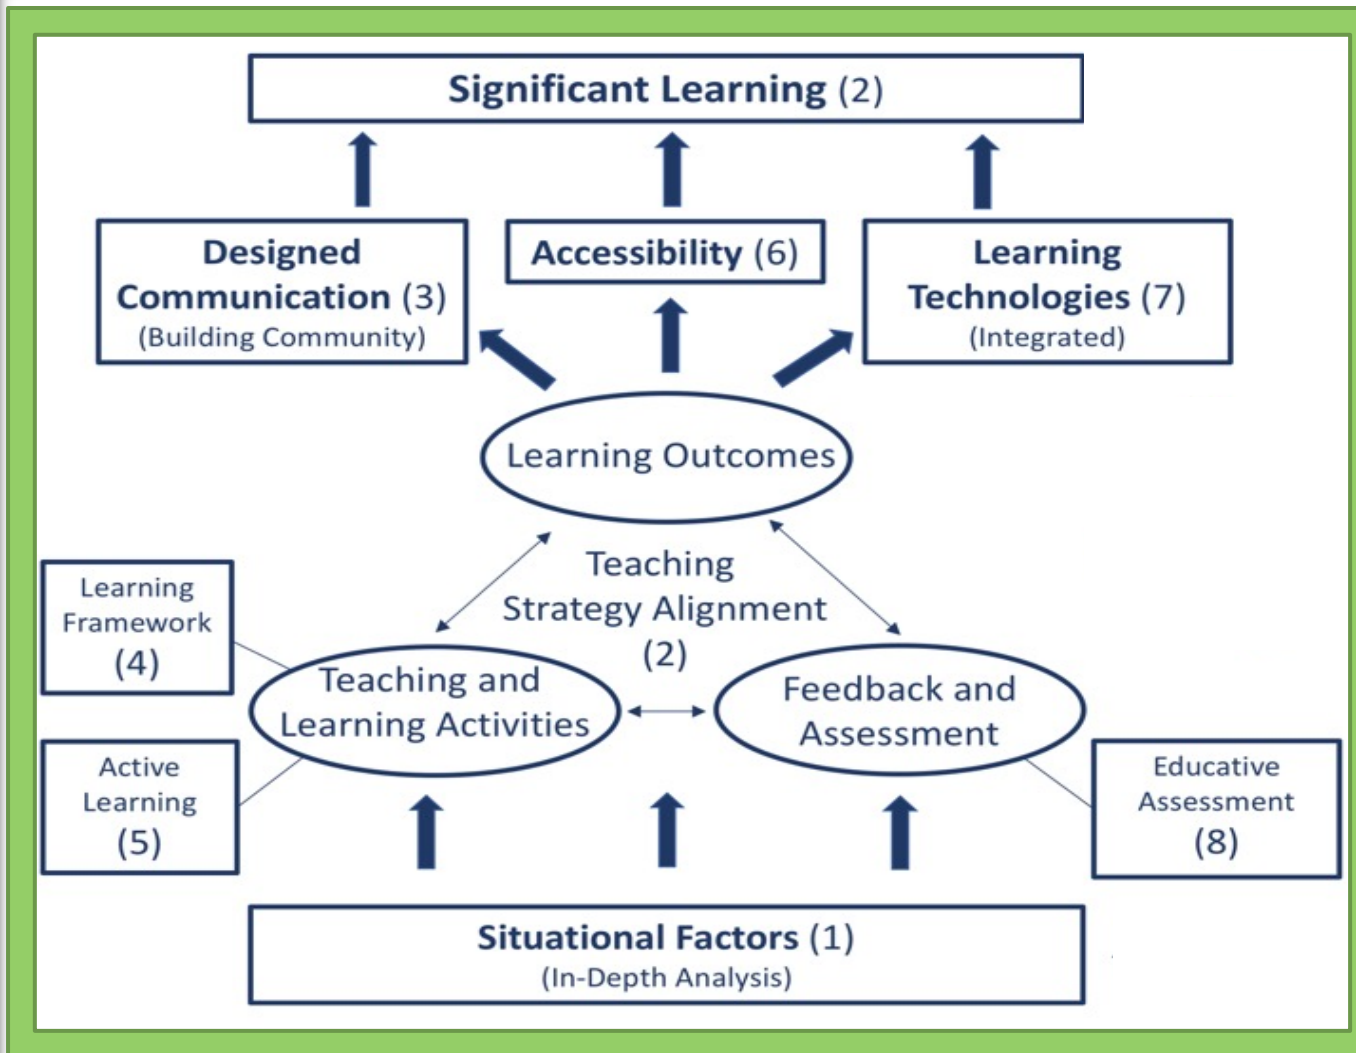 Significant Learning (2)
Designed
Communication (3)
(Building Community)
Accessibility (6)
Learning
Technologies (7)
(Integrated)
Learning Outcomes
Teaching
Strategy Alignment
(2)
Learning
Framework
(4)
Teaching and
Learning Activities
Feedback and
Assessment
Active
Learning
(5)
Educative
Assessment
(8)
Situational Factors (1)
(In-Depth Analysis)